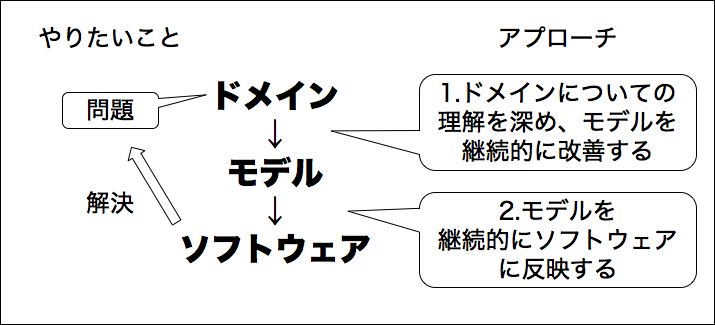 やりたいこと
アプローチ
問題
ドメイン
↓
モデル
↓
ソフトウェア
解決
1.ドメインについての
理解を深め、モデルを
継続的に改善する
2.モデルを
継続的にソフトウェア
に反映する